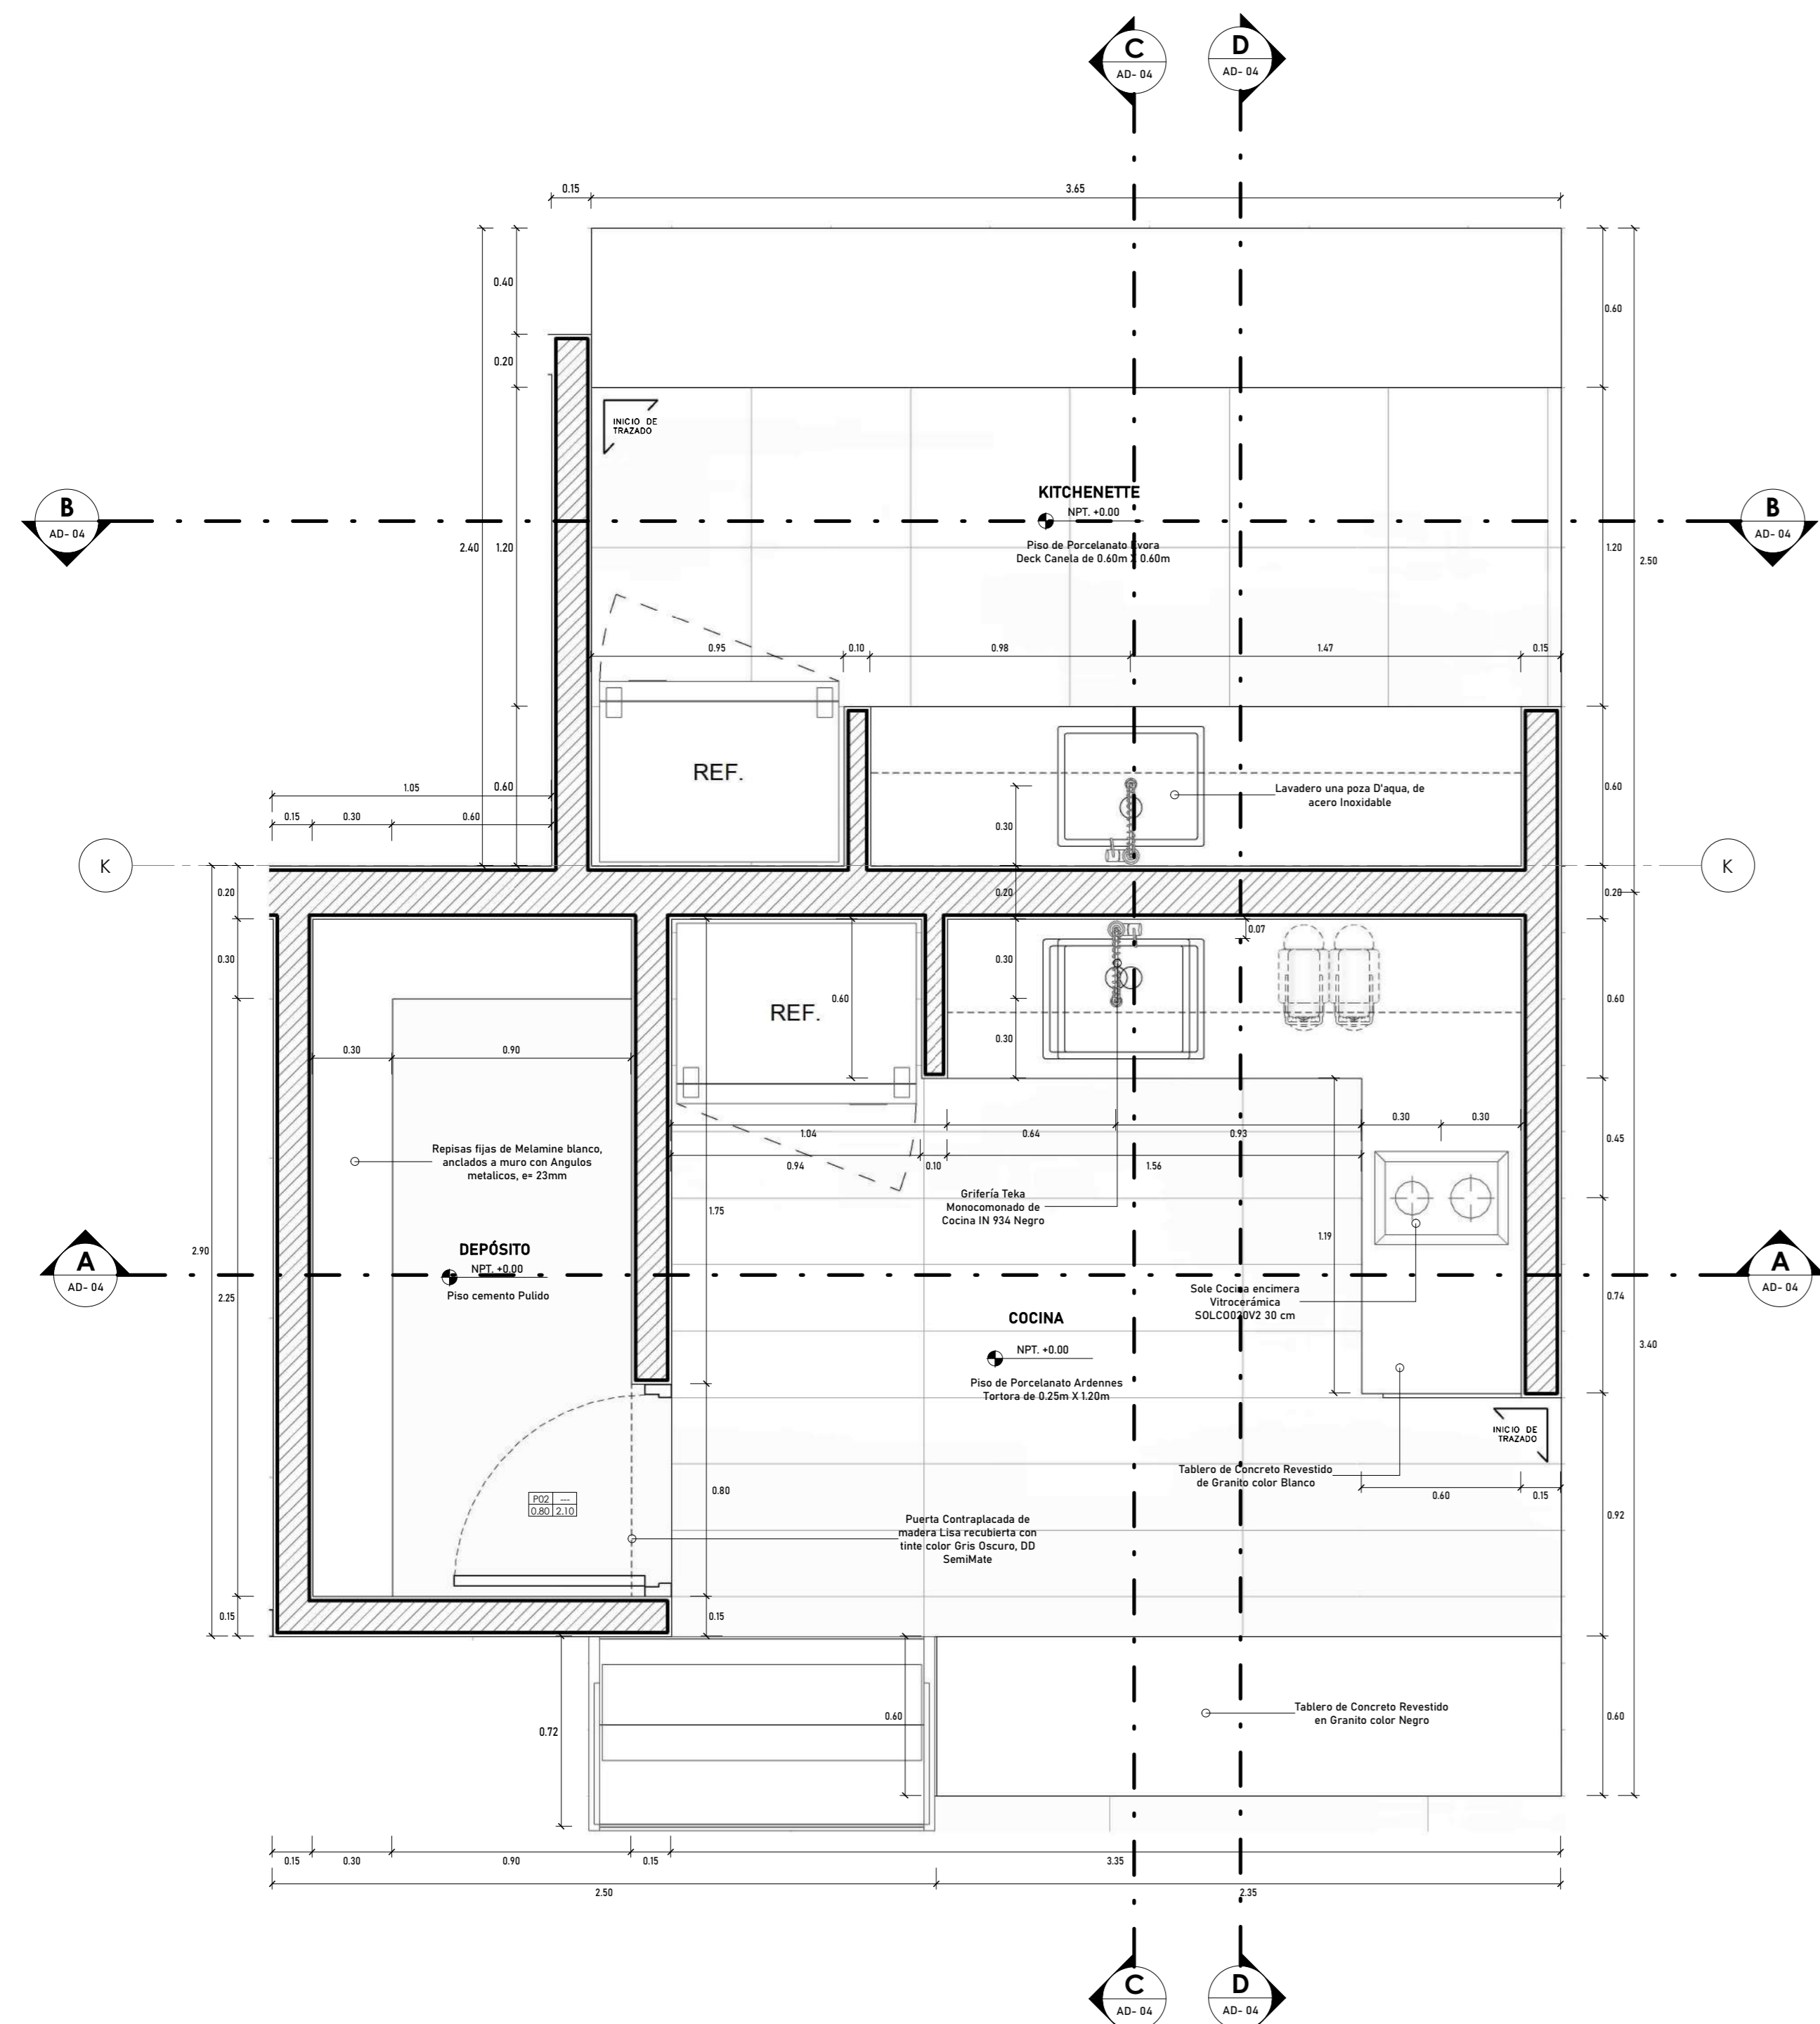 C
AD- 04
D
AD- 04
0.15
3.65
0.40
0.60
0.20
INICIO DE
TRAZADO
KITCHENETTE
NPT. +0.00
B
AD- 04
B
AD- 04
2.40
1.20
Piso de Porcelanato Evora
Deck Canela de 0.60m X 0.60m
1.20
2.50
0.95
0.10
0.98
1.47
0.15
REF.
1.05
0.60
Lavadero una poza D'aqua, de
acero Inoxidable
0.60
0.15
0.30
0.60
0.30
K
K
0.20
0.20
0.20
0.07
0.30
0.30
0.60
0.60
REF.
0.30
0.30
0.90
1.04
0.64
0.93
0.30
0.30
0.45
Repisas fijas de Melamine blanco,
anclados a muro con Angulos
metalicos, e= 23mm
0.94
0.10
1.56
Grifería Teka
Monocomonado de
Cocina IN 934 Negro
1.75
1.19
2.90
DEPÓSITO
NPT. +0.00
Piso cemento Pulido
A
AD- 04
A
AD- 04
2.25
Sole Cocina encimera
Vitrocerámica
SOLCO020V2 30 cm
0.74
COCINA
NPT. +0.00
3.40
Piso de Porcelanato Ardennes
Tortora de 0.25m X 1.20m
INICIO DE
TRAZADO
Tablero de Concreto Revestido
de Granito color Blanco
0.80
0.60
0.15
P02
---
0.80
2.10
0.92
Puerta Contraplacada de
madera Lisa recubierta con
tinte color Gris Oscuro, DD
SemiMate
0.15
0.15
Tablero de Concreto Revestido
en Granito color Negro
0.72
0.60
0.60
0.15
0.30
0.90
0.15
3.35
2.50
2.35
C
AD- 04
D
AD- 04